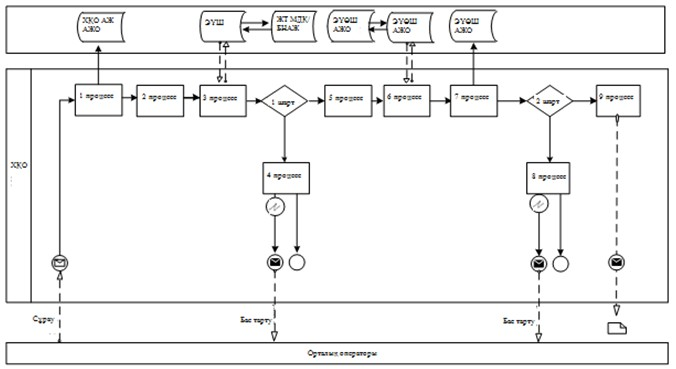 ХҚО АЖ
АЖО
ЭҮШ
ЖТ МДҚ/
БНАЖ
ЭҮӨШ
АЖО
ЭҮӨШ
АЖО
ЭҮӨШ
АЖО
ХҚО
1 процесс
2 процесс
3 процесс
1 шарт
5 процесс
6 процесс
7 процесс
2 шарт
9 процесс
4 процесс
8 процесс
Сұрау
Бас тарту
Бас тарту
Орталық операторы